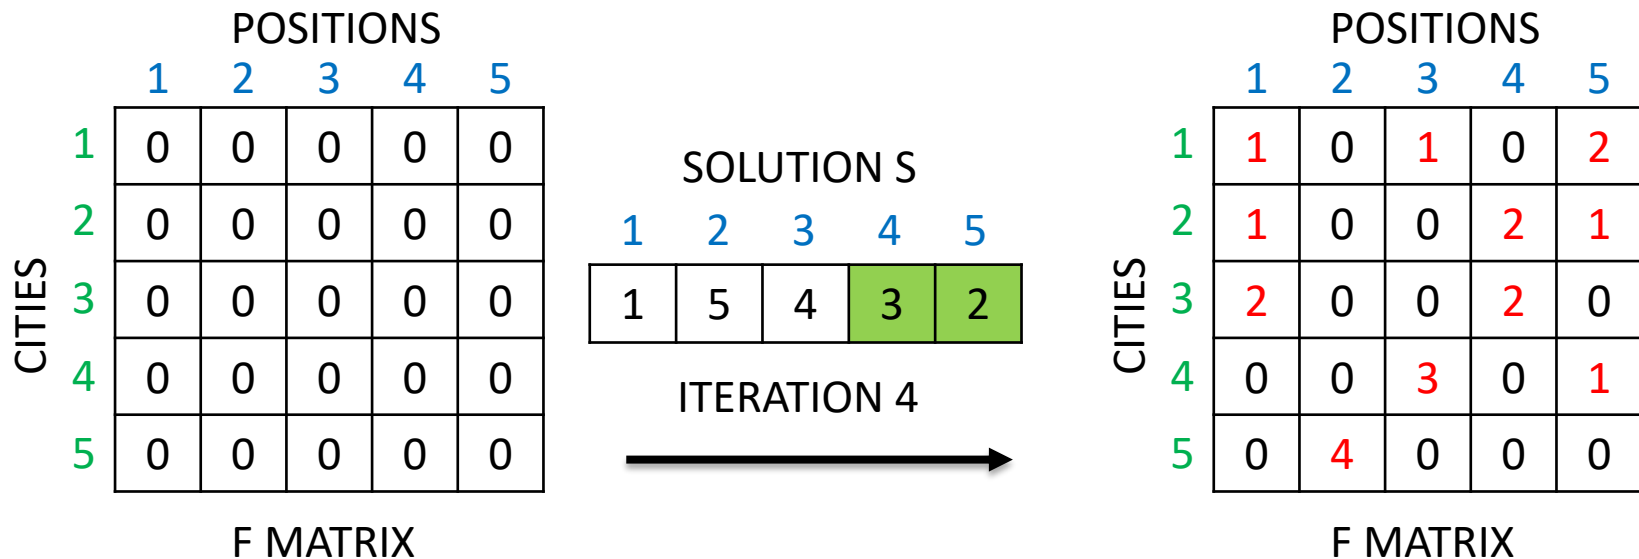 POSITIONS
1 2 3 4 5
CITIES
1 0 0 0 0 0
2 0 0 0 0 0
3 0 0 0 0 0
4 0 0 0 0 0
5 0 0 0 0 0
F MATRIX
SOLUTION S
1 2 3 4 5
1 5 4 3 2
ITERATION 4
POSITIONS
1 2 3 4 5
CITIES
1 1 0 1 0 2
2 1 0 0 2 1
3 2 0 0 2 0
4 0 0 3 0 1
5 0 4 0 0 0
F MATRIX